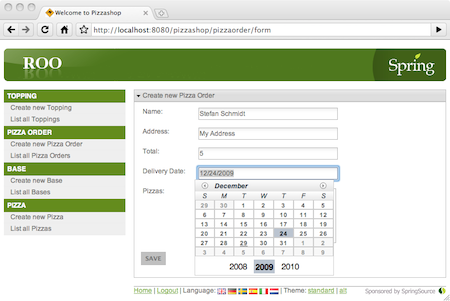 Welcome to Pizzashop
http://localhost:8080/pizzashop/pizzaorder/form
ROO
Spring
TOPPING
Create new Topping
List all Toppings
PIZZA ORDER
Create new Pizza Order
List all Pizza Orders
BASE
Create new Base
List all Bases
PIZZA
Create new Pizza
List all Pizzas
Create new Pizza Order
Name: Stefan Schmidt
Address: My Address
Total: 5
Delivery Date: 12/24/2009
Pizzas:
December
S M T W T F S
29 30 1 2 3 4 5
6 7 8 9 10 11 12
13 14 15 16 17 18 19
20 21 22 23 24 25 26
27 28 29 30 31 1 2
3 4 5 6 7 8 9
2008 2009 2010
SAVE
Home | Logout | Language: | Theme: standard | alt Sponsored by SpringSource